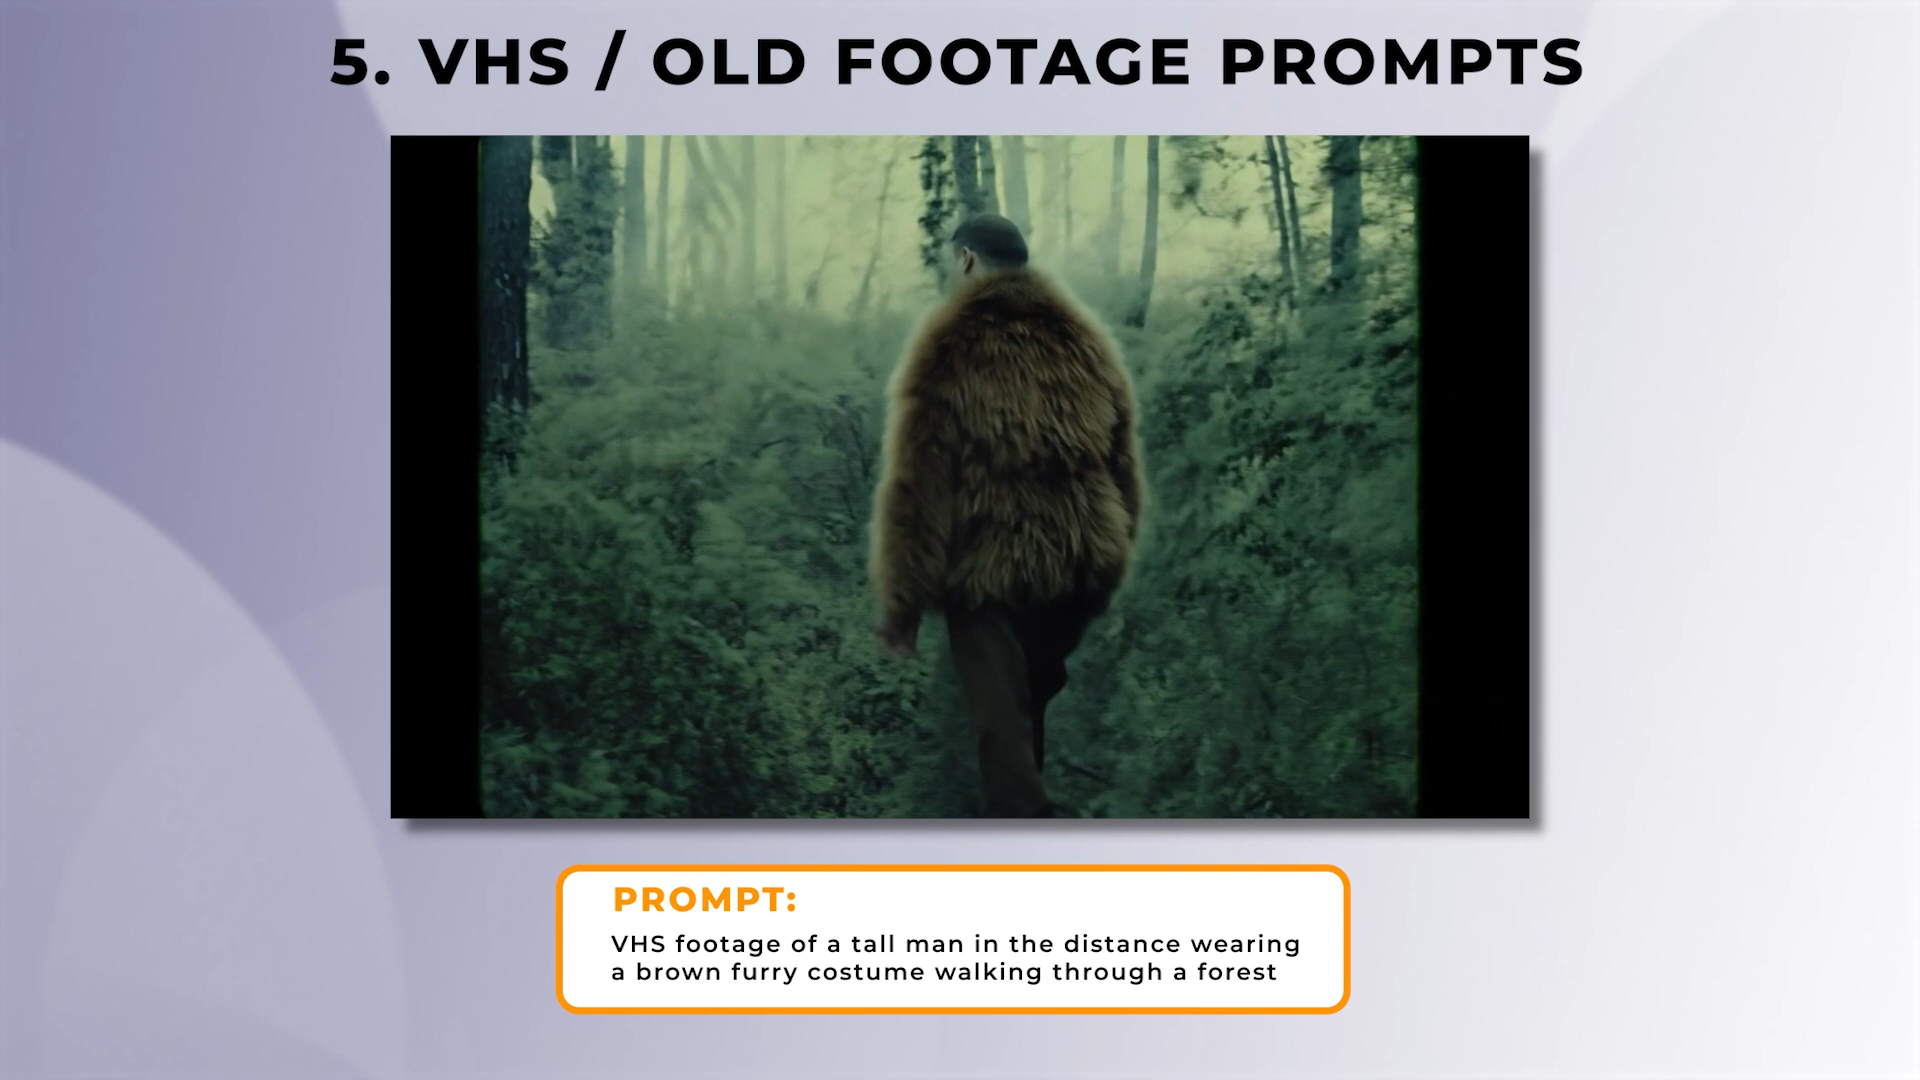 5. VHS / OLD FOOTAGE PROMPTS
PROMPT:
VHS footage of a tall man in the distance wearing
a brown furry costume walking through a forest